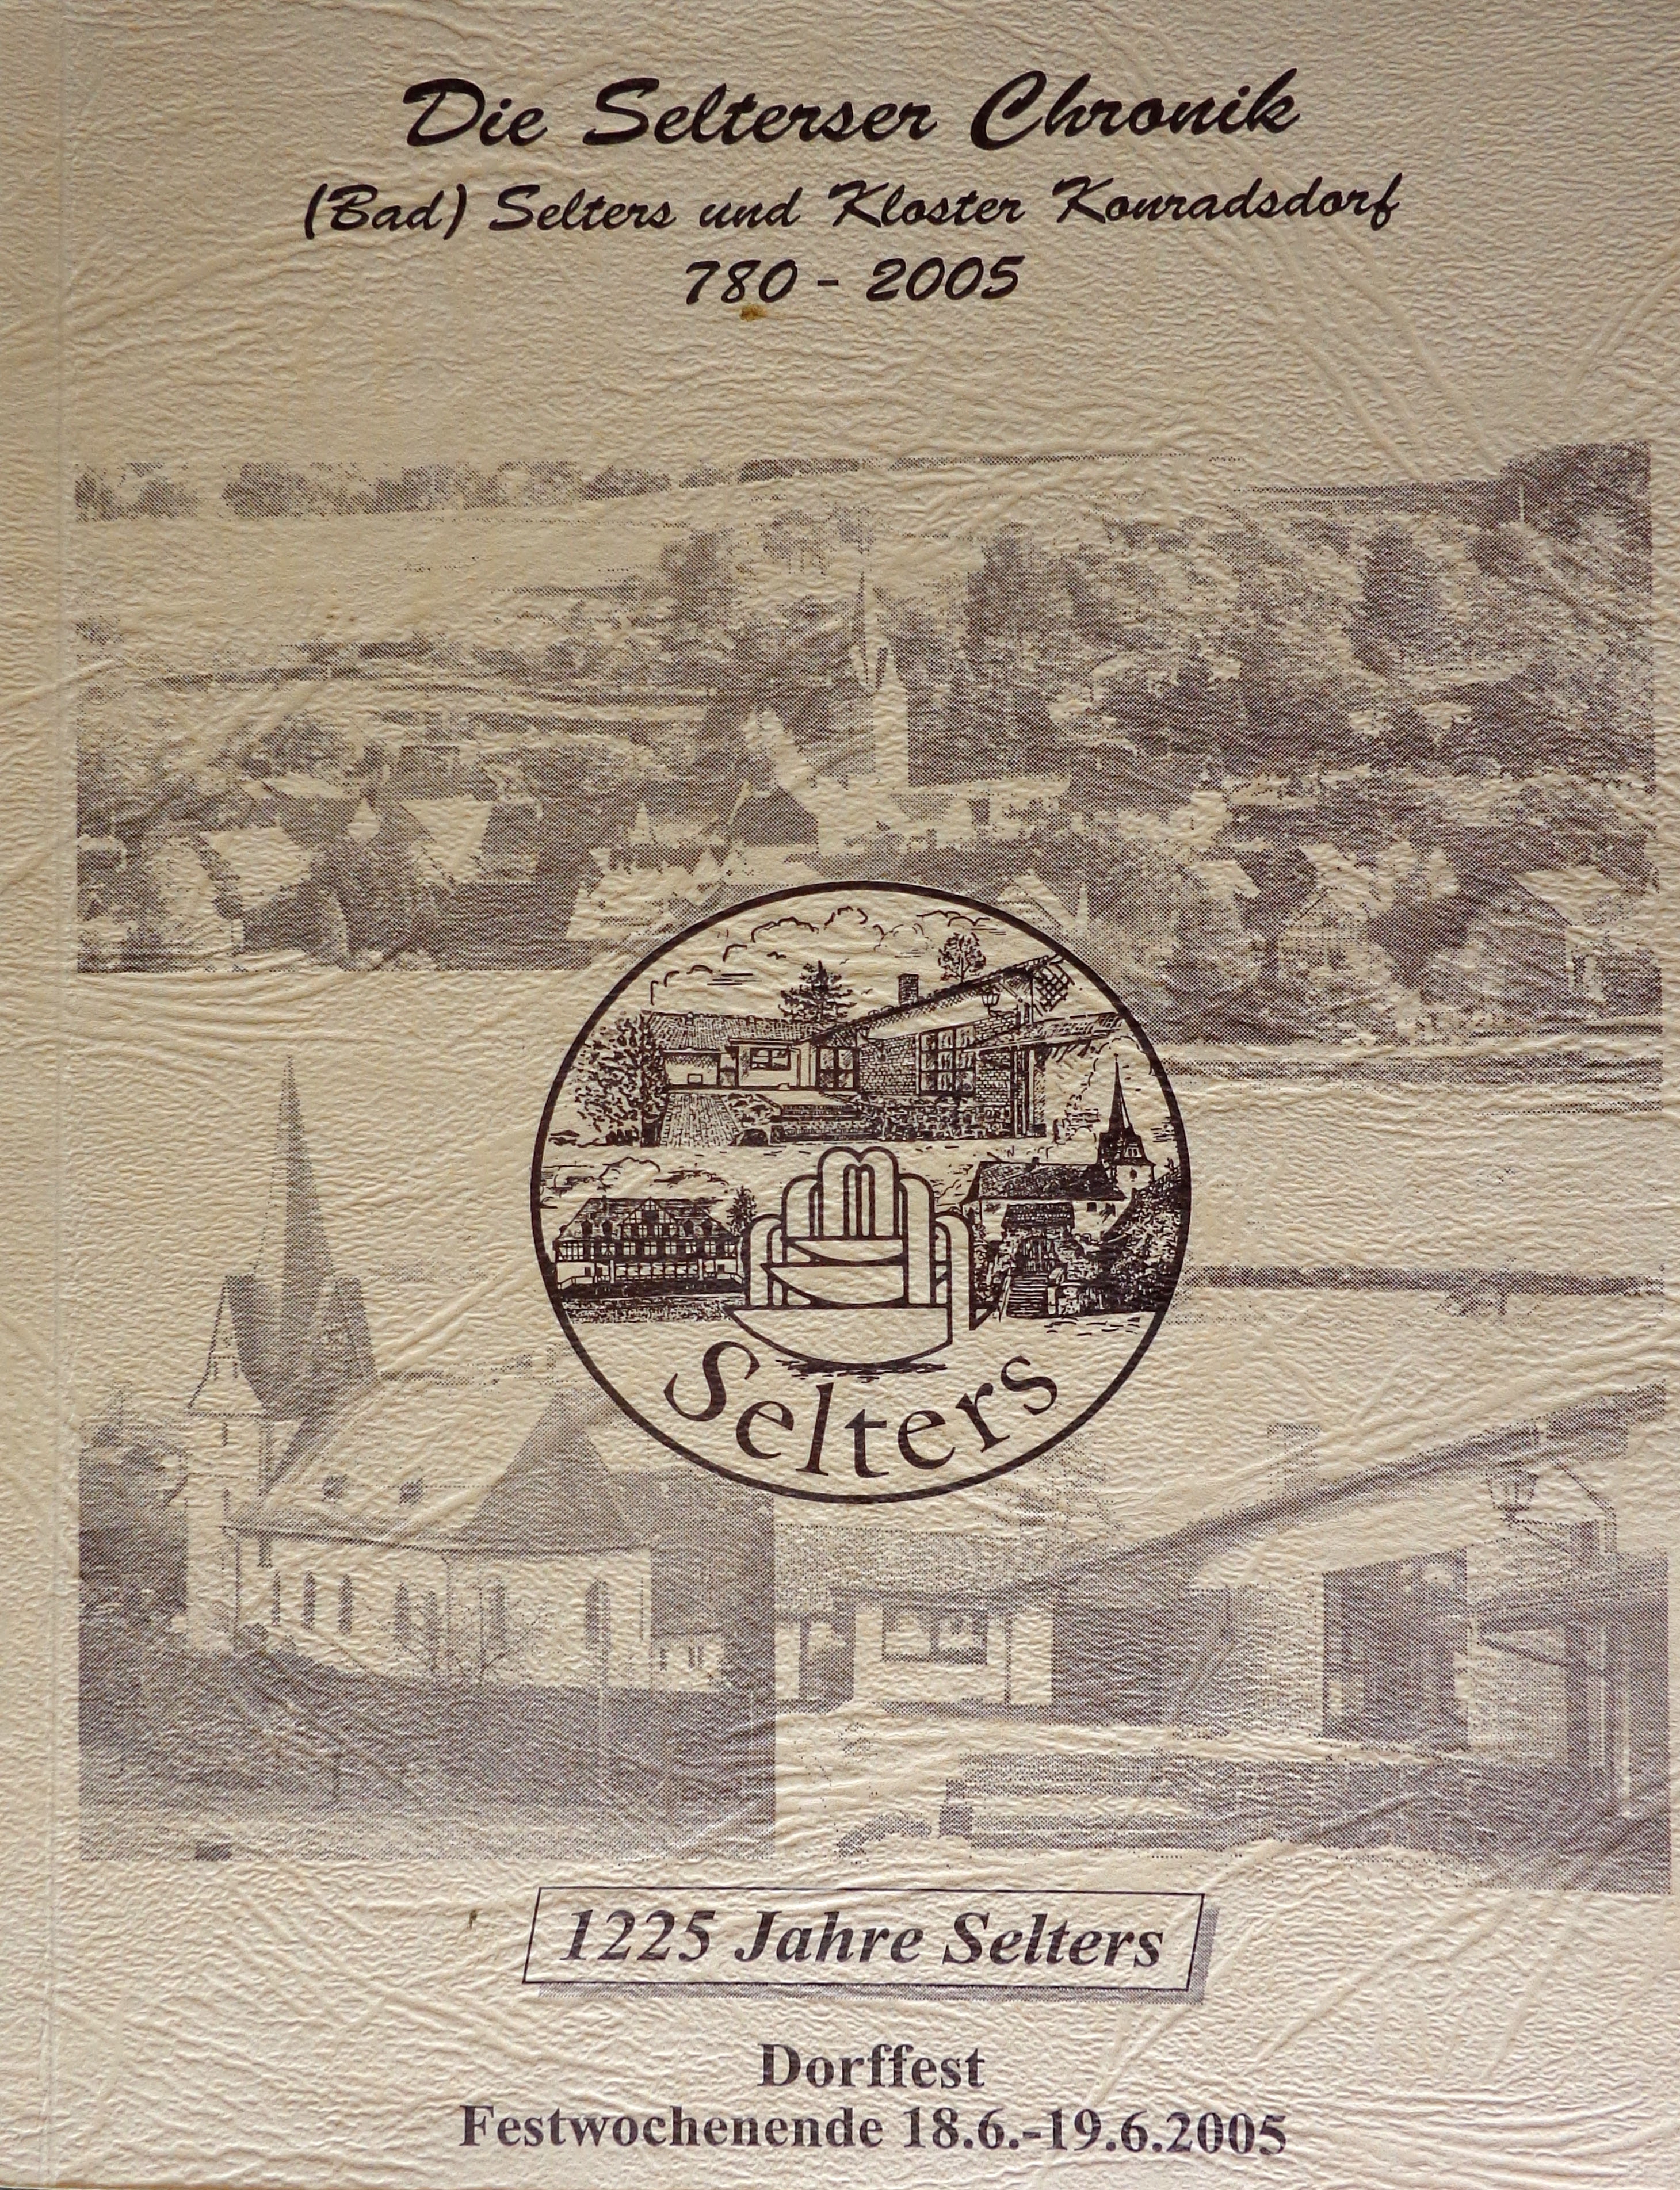 Die Selterser Chronik
(Bad) Selters und Kloster Konradsdorf
780 - 2005
Selters
1225 Jahre Selters
Dorffest
Festwochenende 18.6.-19.6.2005